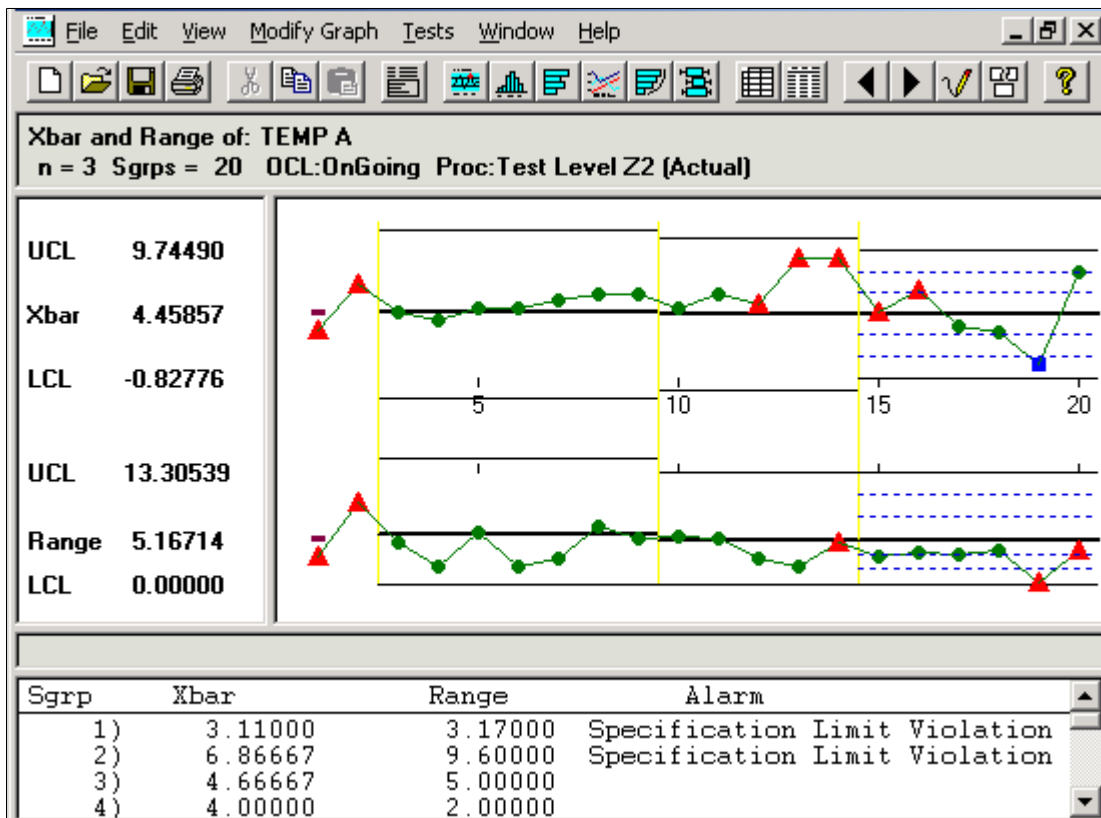 File Edit View Modify Graph Tests Window Help
Xbar and Range of: TEMP A
n = 3 Sgrps = 20 OCL:OnGoing Proc:Test Level Z2 (Actual)
UCL 9.74490
Xbar 4.45857
LCL -0.82776
5 10 15 20
UCL 13.30539
Range 5.16714
LCL 0.00000
Sgrp Xbar Range Alarm
1) 3.11000 3.17000 Specification Limit Violation
2) 6.86667 9.60000 Specification Limit Violation
3) 4.66667 5.00000
4) 4.00000 2.00000